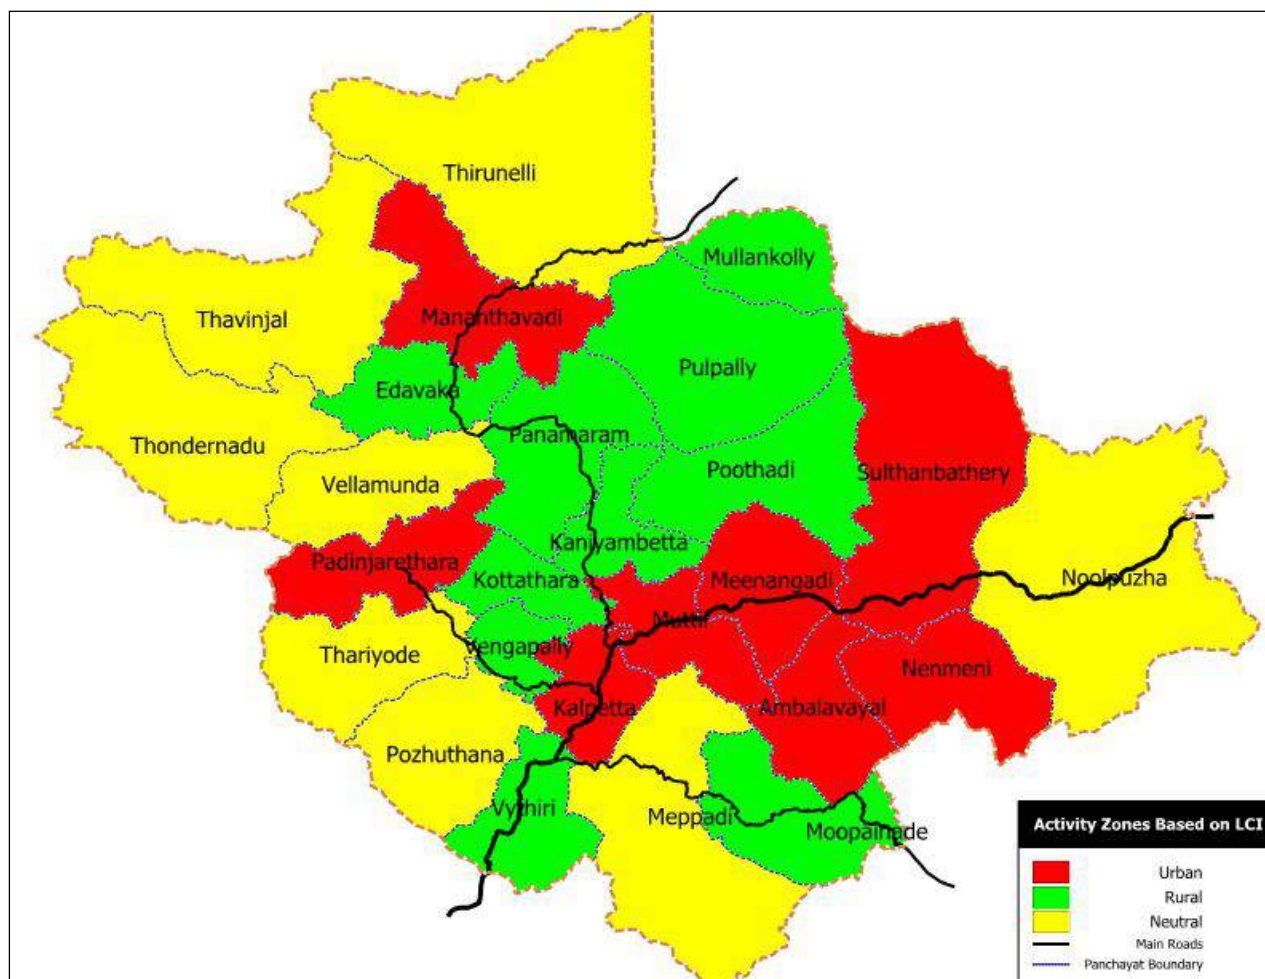 Thirunelli
Mullankolly
Thavinjal
Mananthavadi
Pulpally
Edavaka
Panamaram
Thondernadu
Poothadi
Sulthanbathery
Vellamunda
Kaniyambetta
Padinjarethara
Kottathara
Meenangadi
Noolpuzha
Muttil
Vengapally
Thariyode
Nenmeni
Kalpetta
Ambalavayal
Pozhuthana
Vythiri
Meppadi
Moopainade
Activity Zones Based on LCI
Urban
Rural
Neutral
Main Roads
Panchayat Boundary